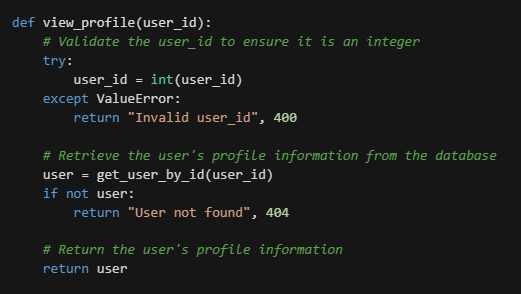 def view_profile(user_id):
    # Validate the user_id to ensure it is an integer
    try:
        user_id = int(user_id)
    except ValueError:
        return "Invalid user_id", 400

    # Retrieve the user's profile information from the database
    user = get_user_by_id(user_id)
    if not user:
        return "User not found", 404

    # Return the user's profile information
    return user